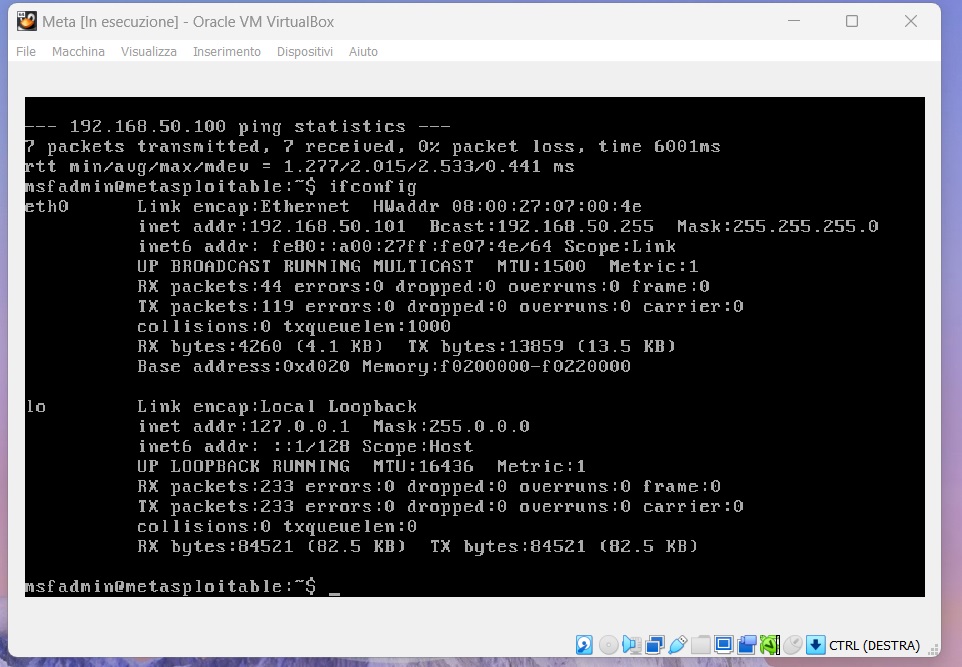 Meta [In esecuzione] - Oracle VM VirtualBox
File Macchina Visualizza Inserimento Dispositivi Aiuto
--- 192.168.50.100 ping statistics ---
7 packets transmitted, 7 received, 0% packet loss, time 6001ms
rtt min/avg/max/mdev = 1.277/2.015/2.533/0.441 ms
msfadmin@metasploitable:~$ ifconfig
eth0 Link encap:Ethernet HWaddr 08:00:27:07:00:4e
inet addr:192.168.50.101 Bcast:192.168.50.255 Mask:255.255.255.0
inet6 addr: fe80::a00:27ff:fe07:4e/64 Scope:Link
UP BROADCAST RUNNING MULTICAST MTU:1500 Metric:1
RX packets:44 errors:0 dropped:0 overruns:0 frame:0
TX packets:119 errors:0 dropped:0 overruns:0 carrier:0
collisions:0 txqueuelen:1000
RX bytes:4260 (4.1 KB) TX bytes:13859 (13.5 KB)
Base address:0xd020 Memory:f0200000-f0220000
lo Link encap:Local Loopback
inet addr:127.0.0.1 Mask:255.0.0.0
inet6 addr: ::1/128 Scope:Host
UP LOOPBACK RUNNING MTU:16436 Metric:1
RX packets:233 errors:0 dropped:0 overruns:0 frame:0
TX packets:233 errors:0 dropped:0 overruns:0 carrier:0
collisions:0 txqueuelen:0
RX bytes:84521 (82.5 KB) TX bytes:84521 (82.5 KB)
msfadmin@metasploitable:~$ _
CTRL (DESTRA)